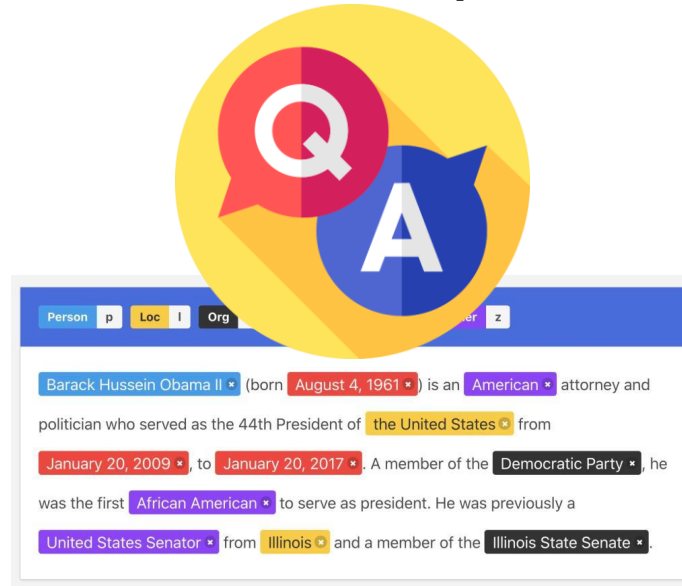 Q
A
Person p Loc l Org er z
Barack Hussein Obama II (born August 4, 1961) is an American attorney and
politician who served as the 44th President of the United States from
January 20, 2009, to January 20, 2017. A member of the Democratic Party, he
was the first African American to serve as president. He was previously a
United States Senator from Illinois and a member of the Illinois State Senate.